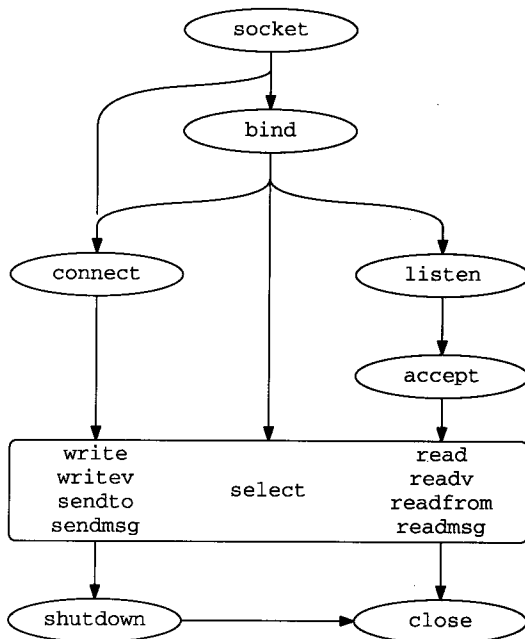 socket
bind
connect
listen
accept
write
writev
sendto
sendmsg
select
read
readv
readfrom
readmsg
shutdown
close